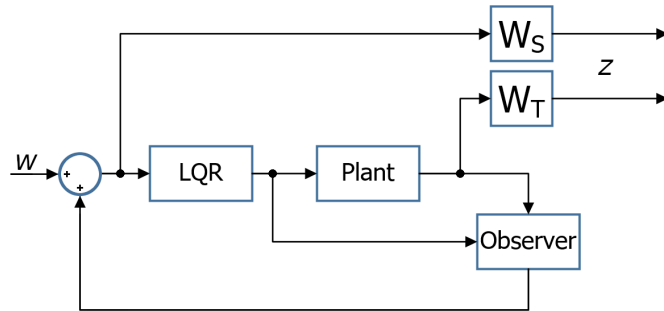 W_S
z
W_T
w
+
+
LQR
Plant
Observer